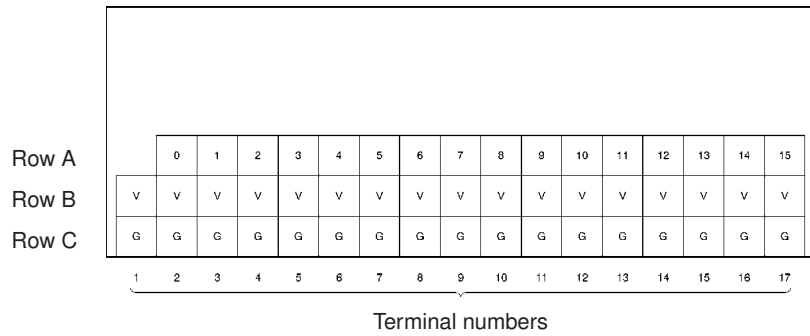 Row A 0 1 2 3 4 5 6 7 8 9 10 11 12 13 14 15
Row B V V V V V V V V V V V V V V V V V
Row C G G G G G G G G G G G G G G G G G
1 2 3 4 5 6 7 8 9 10 11 12 13 14 15 16 17
Terminal numbers